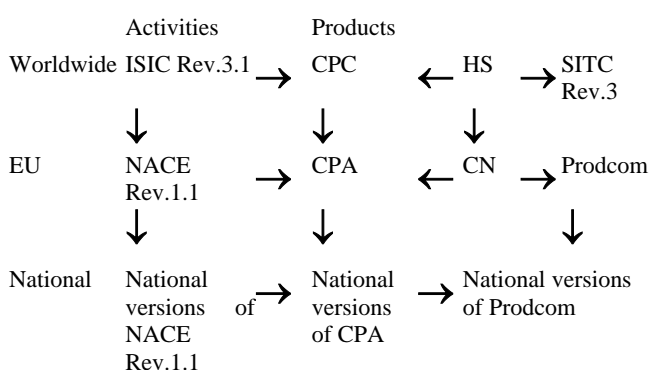 Activities Products
Worldwide ISIC Rev.3.1 → CPC ← HS → SITC
Rev.3
↓ ↓ ↓
EU NACE → CPA ← CN → Prodcom
Rev.1.1
↓ ↓ ↓
National National → National → National versions
versions of versions of Prodcom
NACE of CPA
Rev.1.1